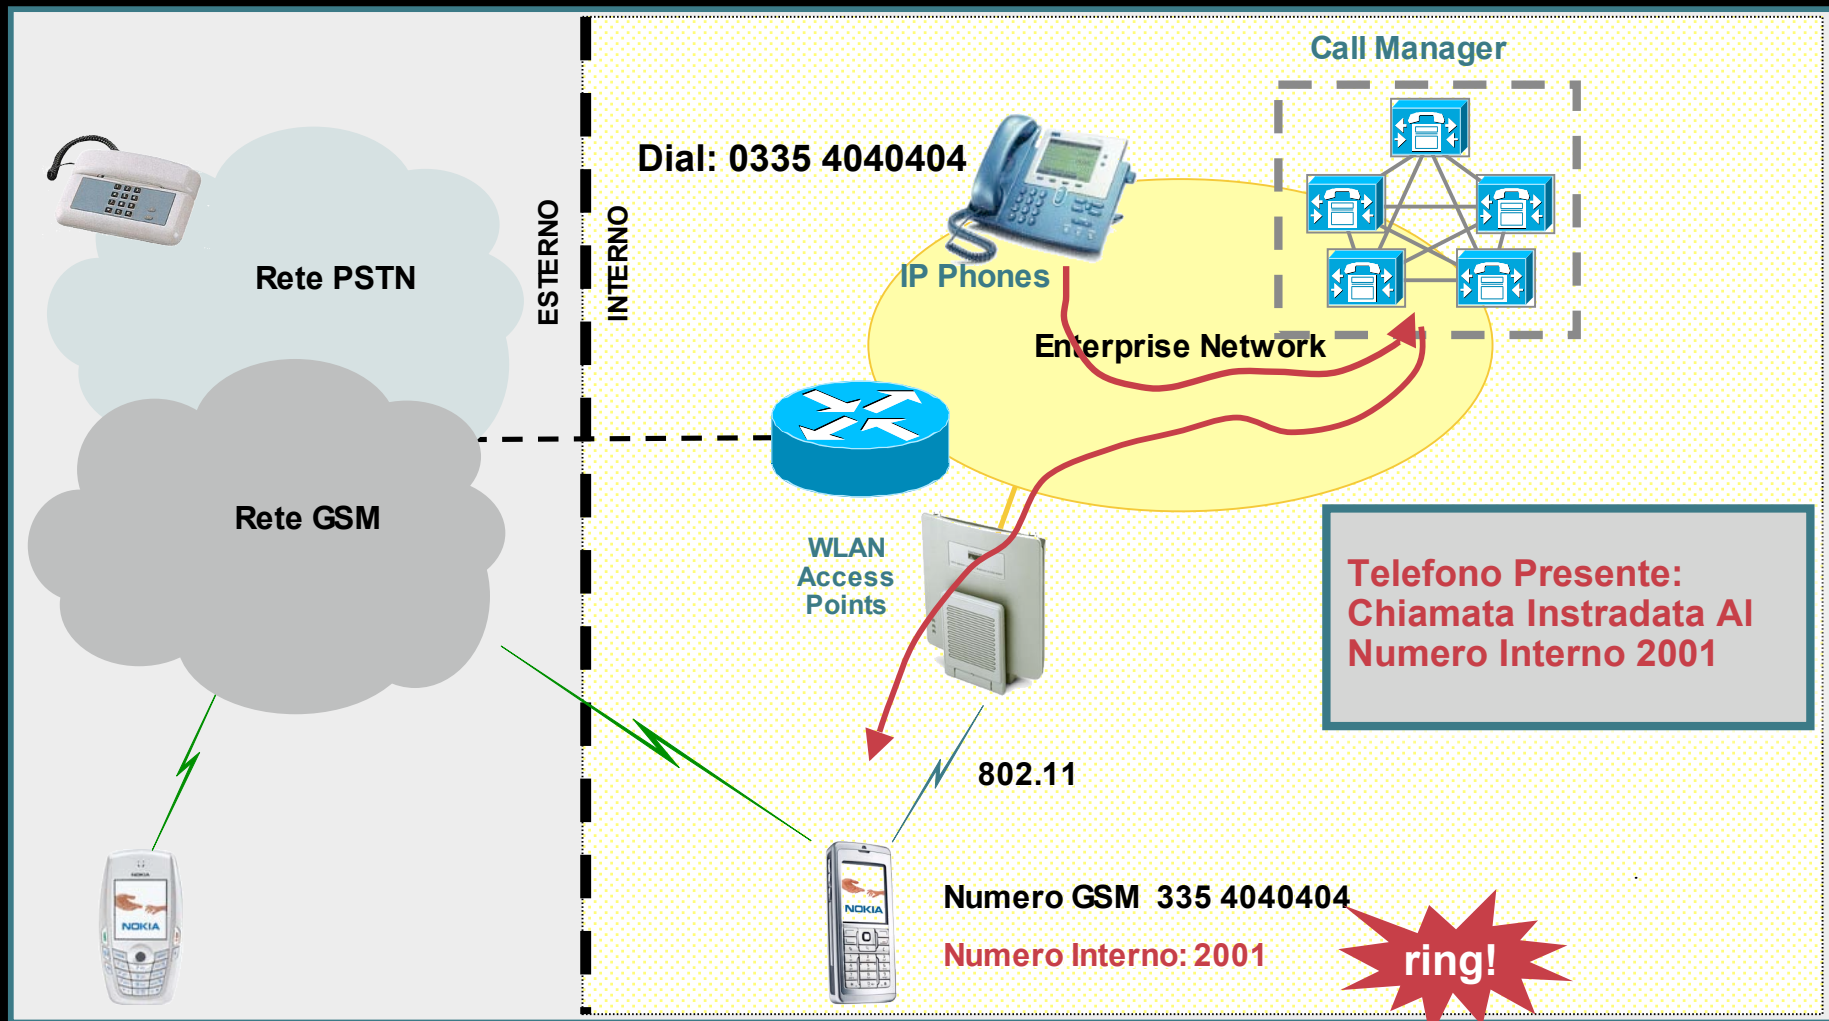 Call Manager
Dial: 0335 4040404
Rete PSTN
ESTERNO
INTERNO
IP Phones
Enterprise Network
Rete GSM
WLAN
Access
Points
Telefono Presente:
Chiamata Instradata Al
Numero Interno 2001
802.11
NOKIA
NOKIA
NOKIA
Numero GSM 335 4040404
Numero Interno: 2001
ring!